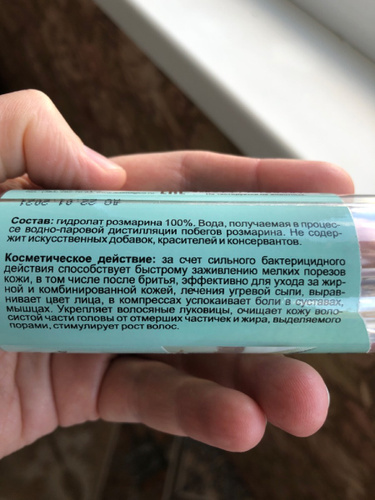 Состав: гидролат розмарина 100%. Вода, получаемая в процес-
се водно-паровой дистилляции побегов розмарина. Не содер-
жит искусственных добавок, красителей и консервантов.
Косметическое действие: за счет сильного бактерицидного
действия способствует быстрому заживлению мелких порезов
кожи, в том числе после бритья, эффективно для ухода за жир-
ной и комбинированной кожей, лечения угревой сыпи, вырав-
нивает цвет лица, в компрессах успокаивает боли в суставах,
мышцах. Укрепляет волосяные луковицы, очищает кожу воло-
систой части головы от отмерших частичек и жира, выделяемого
порами, стимулирует рост волос.